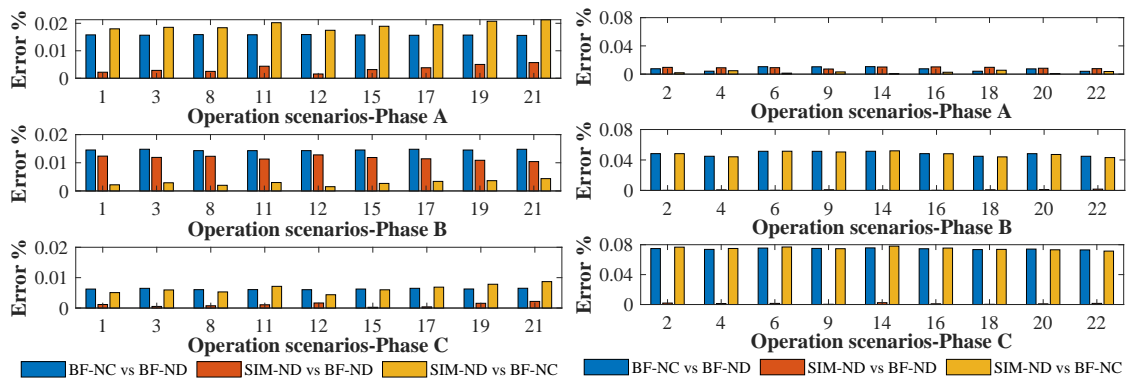 Error %
0.02
0.01
0
1 3 8 11 12 15 17 19 21
Operation scenarios-Phase A
Error %
0.02
0.01
0
1 3 8 11 12 15 17 19 21
Operation scenarios-Phase B
Error %
0.02
0.01
0
1 3 8 11 12 15 17 19 21
Operation scenarios-Phase C
BF-NC vs BF-ND SIM-ND vs BF-ND SIM-ND vs BF-NC
Error %
0.08
0.04
0
2 4 6 9 14 16 18 20 22
Operation scenarios-Phase A
Error %
0.08
0.04
0
2 4 6 9 14 16 18 20 22
Operation scenarios-Phase B
Error %
0.08
0.04
0
2 4 6 9 14 16 18 20 22
Operation scenarios-Phase C
BF-NC vs BF-ND SIM-ND vs BF-ND SIM-ND vs BF-NC